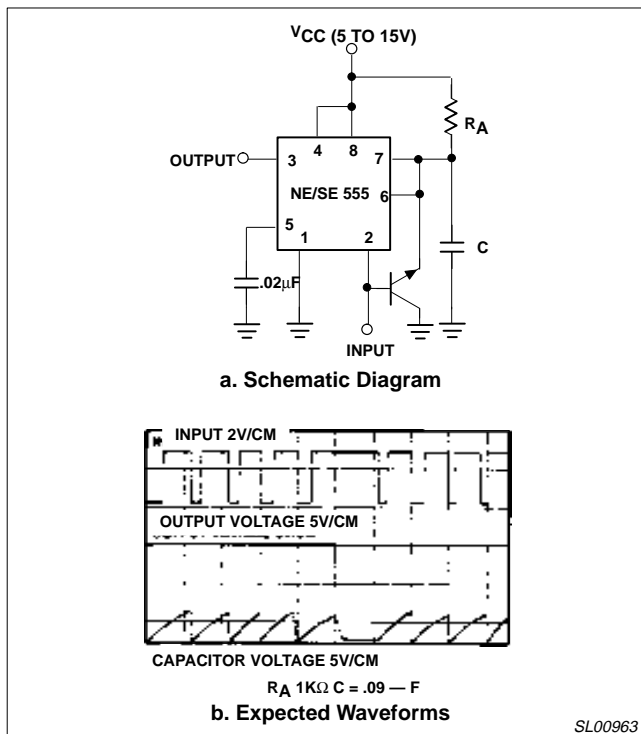 VCC (5 TO 15V)
RA
4 8
OUTPUT 3 7
NE/SE 555 6
5 1 2
C
.02µF
INPUT
a. Schematic Diagram
INPUT 2V/CM
OUTPUT VOLTAGE 5V/CM
CAPACITOR VOLTAGE 5V/CM
RA 1KΩ C = .09 — F
b. Expected Waveforms
SL00963